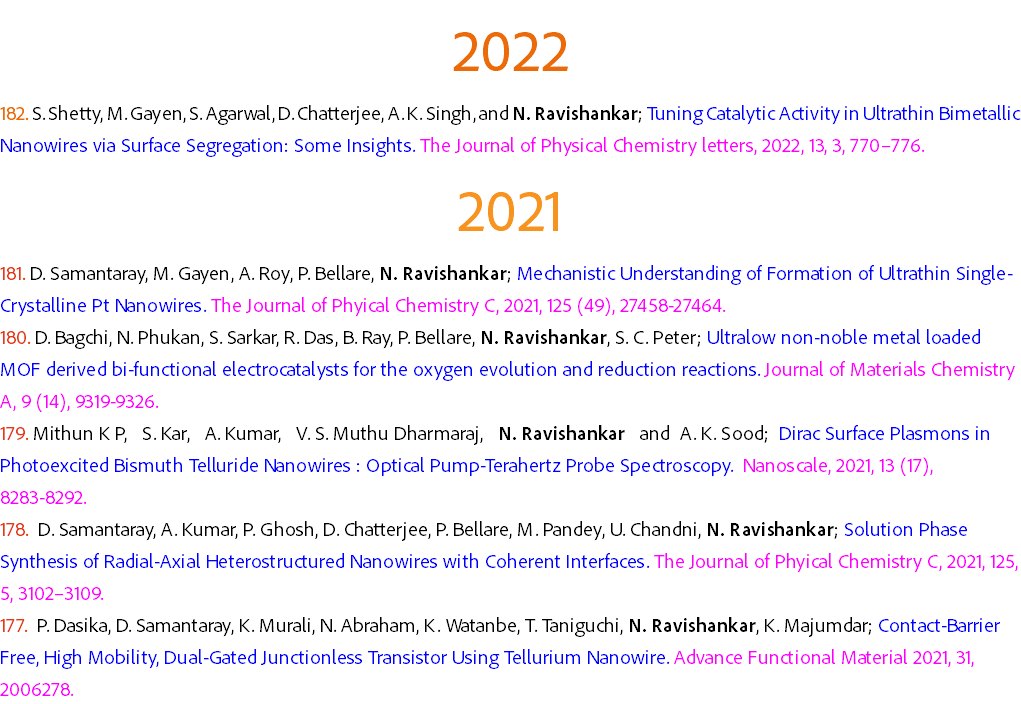 2022
182. S. Shetty, M. Gayen, S. Agarwal, D. Chatterjee, A. K. Singh, and N. Ravishankar; Tuning Catalytic Activity in Ultrathin Bimetallic
Nanowires via Surface Segregation: Some Insights. The Journal of Physical Chemistry letters, 2022, 13, 3, 770–776.
2021
181. D. Samantaray, M. Gayen, A. Roy, P. Bellare, N. Ravishankar; Mechanistic Understanding of Formation of Ultrathin Single-
Crystalline Pt Nanowires. The Journal of Phyical Chemistry C, 2021, 125 (49), 27458-27464.
180. D. Bagchi, N. Phukan, S. Sarkar, R. Das, B. Ray, P. Bellare, N. Ravishankar, S. C. Peter; Ultralow non-noble metal loaded
MOF derived bi-functional electrocatalysts for the oxygen evolution and reduction reactions. Journal of Materials Chemistry
A, 9 (14), 9319-9326.
179. Mithun K P, S. Kar, A. Kumar, V. S. Muthu Dharmaraj, N. Ravishankar and A. K. Sood; Dirac Surface Plasmons in
Photoexcited Bismuth Telluride Nanowires : Optical Pump-Terahertz Probe Spectroscopy. Nanoscale, 2021, 13 (17),
8283-8292.
178. D. Samantaray, A. Kumar, P. Ghosh, D. Chatterjee, P. Bellare, M. Pandey, U. Chandni, N. Ravishankar; Solution Phase
Synthesis of Radial-Axial Heterostructured Nanowires with Coherent Interfaces. The Journal of Phyical Chemistry C, 2021, 125,
5, 3102–3109.
177. P. Dasika, D. Samantaray, K. Murali, N. Abraham, K. Watanbe, T. Taniguchi, N. Ravishankar, K. Majumdar; Contact-Barrier
Free, High Mobility, Dual-Gated Junctionless Transistor Using Tellurium Nanowire. Advance Functional Material 2021, 31,
2006278.